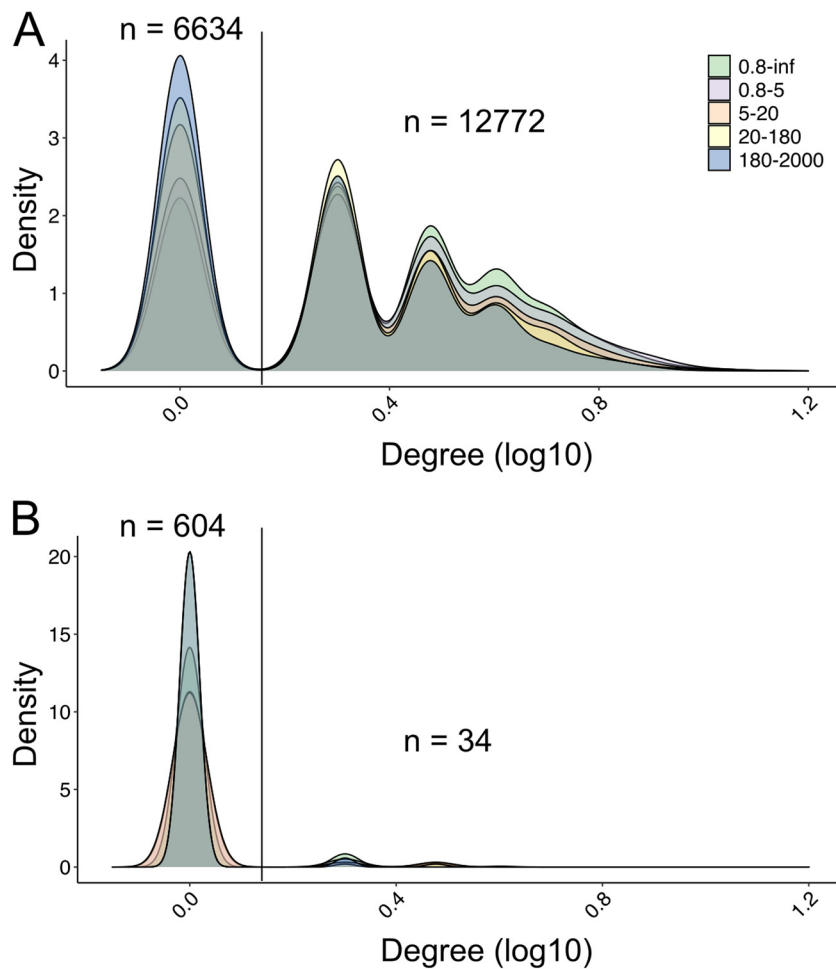 A
n = 6634
n = 12772
0.8-inf
0.8-5
5-20
20-180
180-2000
Density
4
3
2
1
0
0.0
0.4
0.8
1.2
Degree (log10)
B
n = 604
n = 34
Density
20
15
10
5
0
0.0
0.4
0.8
1.2
Degree (log10)